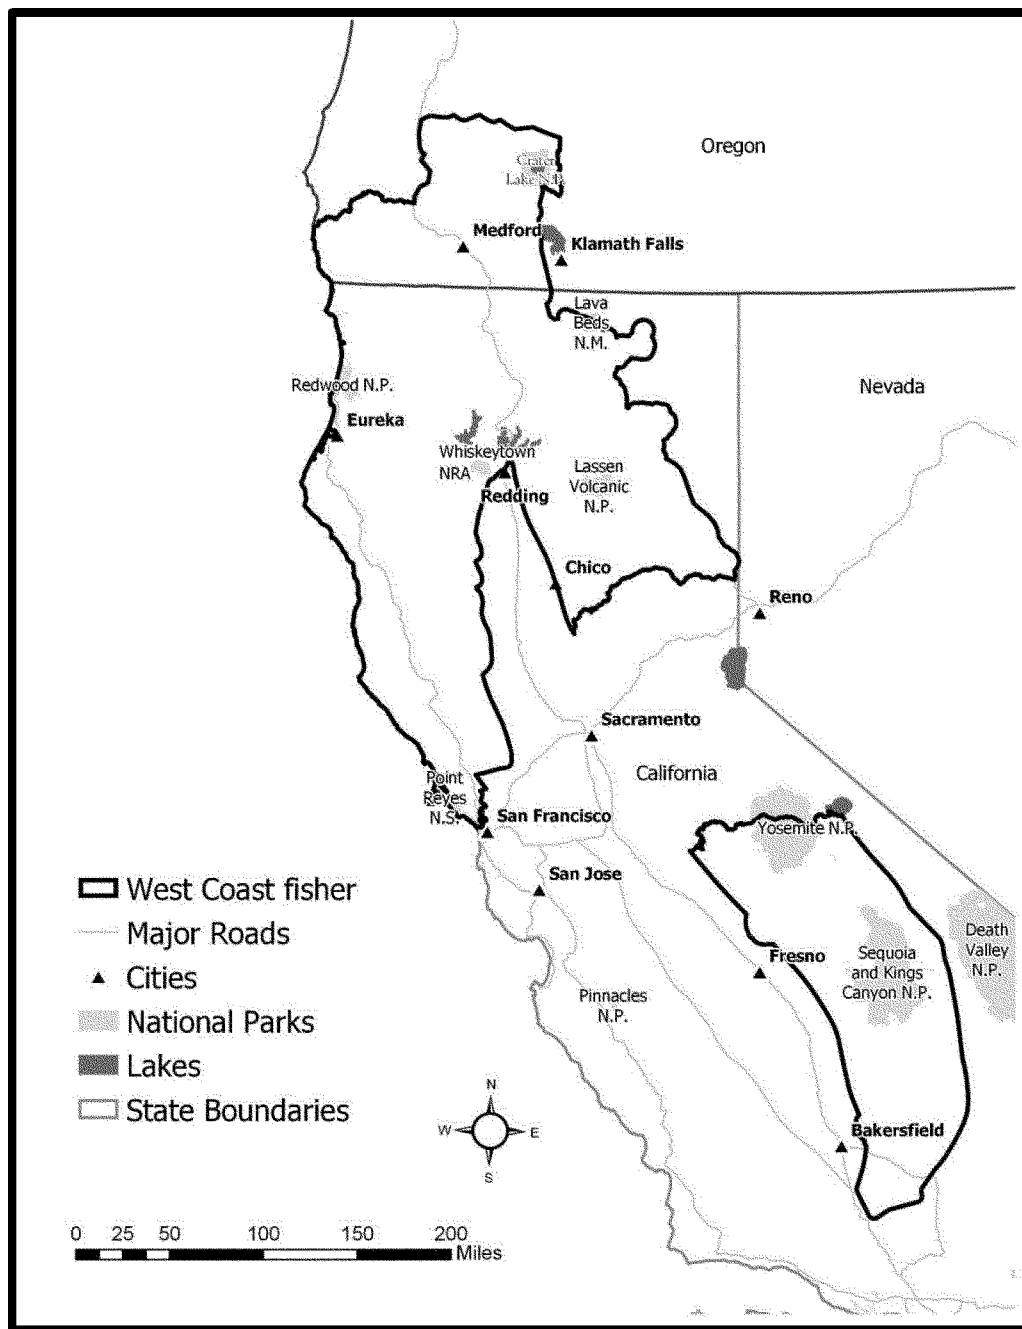 Oregon
Crater
Lake N.P.
Medford
Klamath Falls
Lava
Beds
N.M.
Redwood N.P.
Nevada
Eureka
Whiskeytown
NRA
Lassen
Volcanic
N.P.
Redding
Chico
Reno
Sacramento
California
Point
Reyes
N.S.
San Francisco
Yosemite N.P.
San Jose
West Coast fisher
Major Roads
Cities
National Parks
Lakes
State Boundaries
Fresno
Sequoia
and Kings
Canyon N.P.
Death
Valley
N.P.
Pinnacles
N.P.
N
W E
S
Bakersfield
0 25 50 100 150 200
Miles